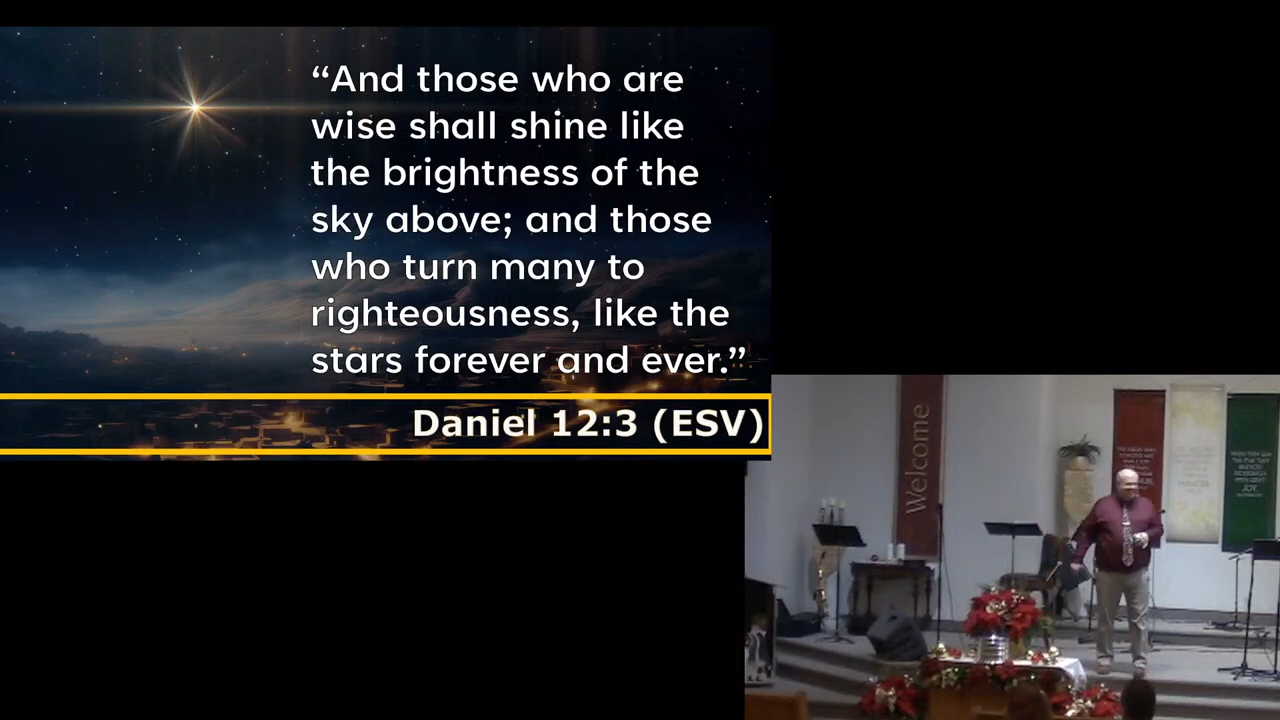 “And those who are
wise shall shine like
the brightness of the
sky above; and those
who turn many to
righteousness, like the
stars forever and ever.”
Daniel 12:3 (ESV)
Welcome